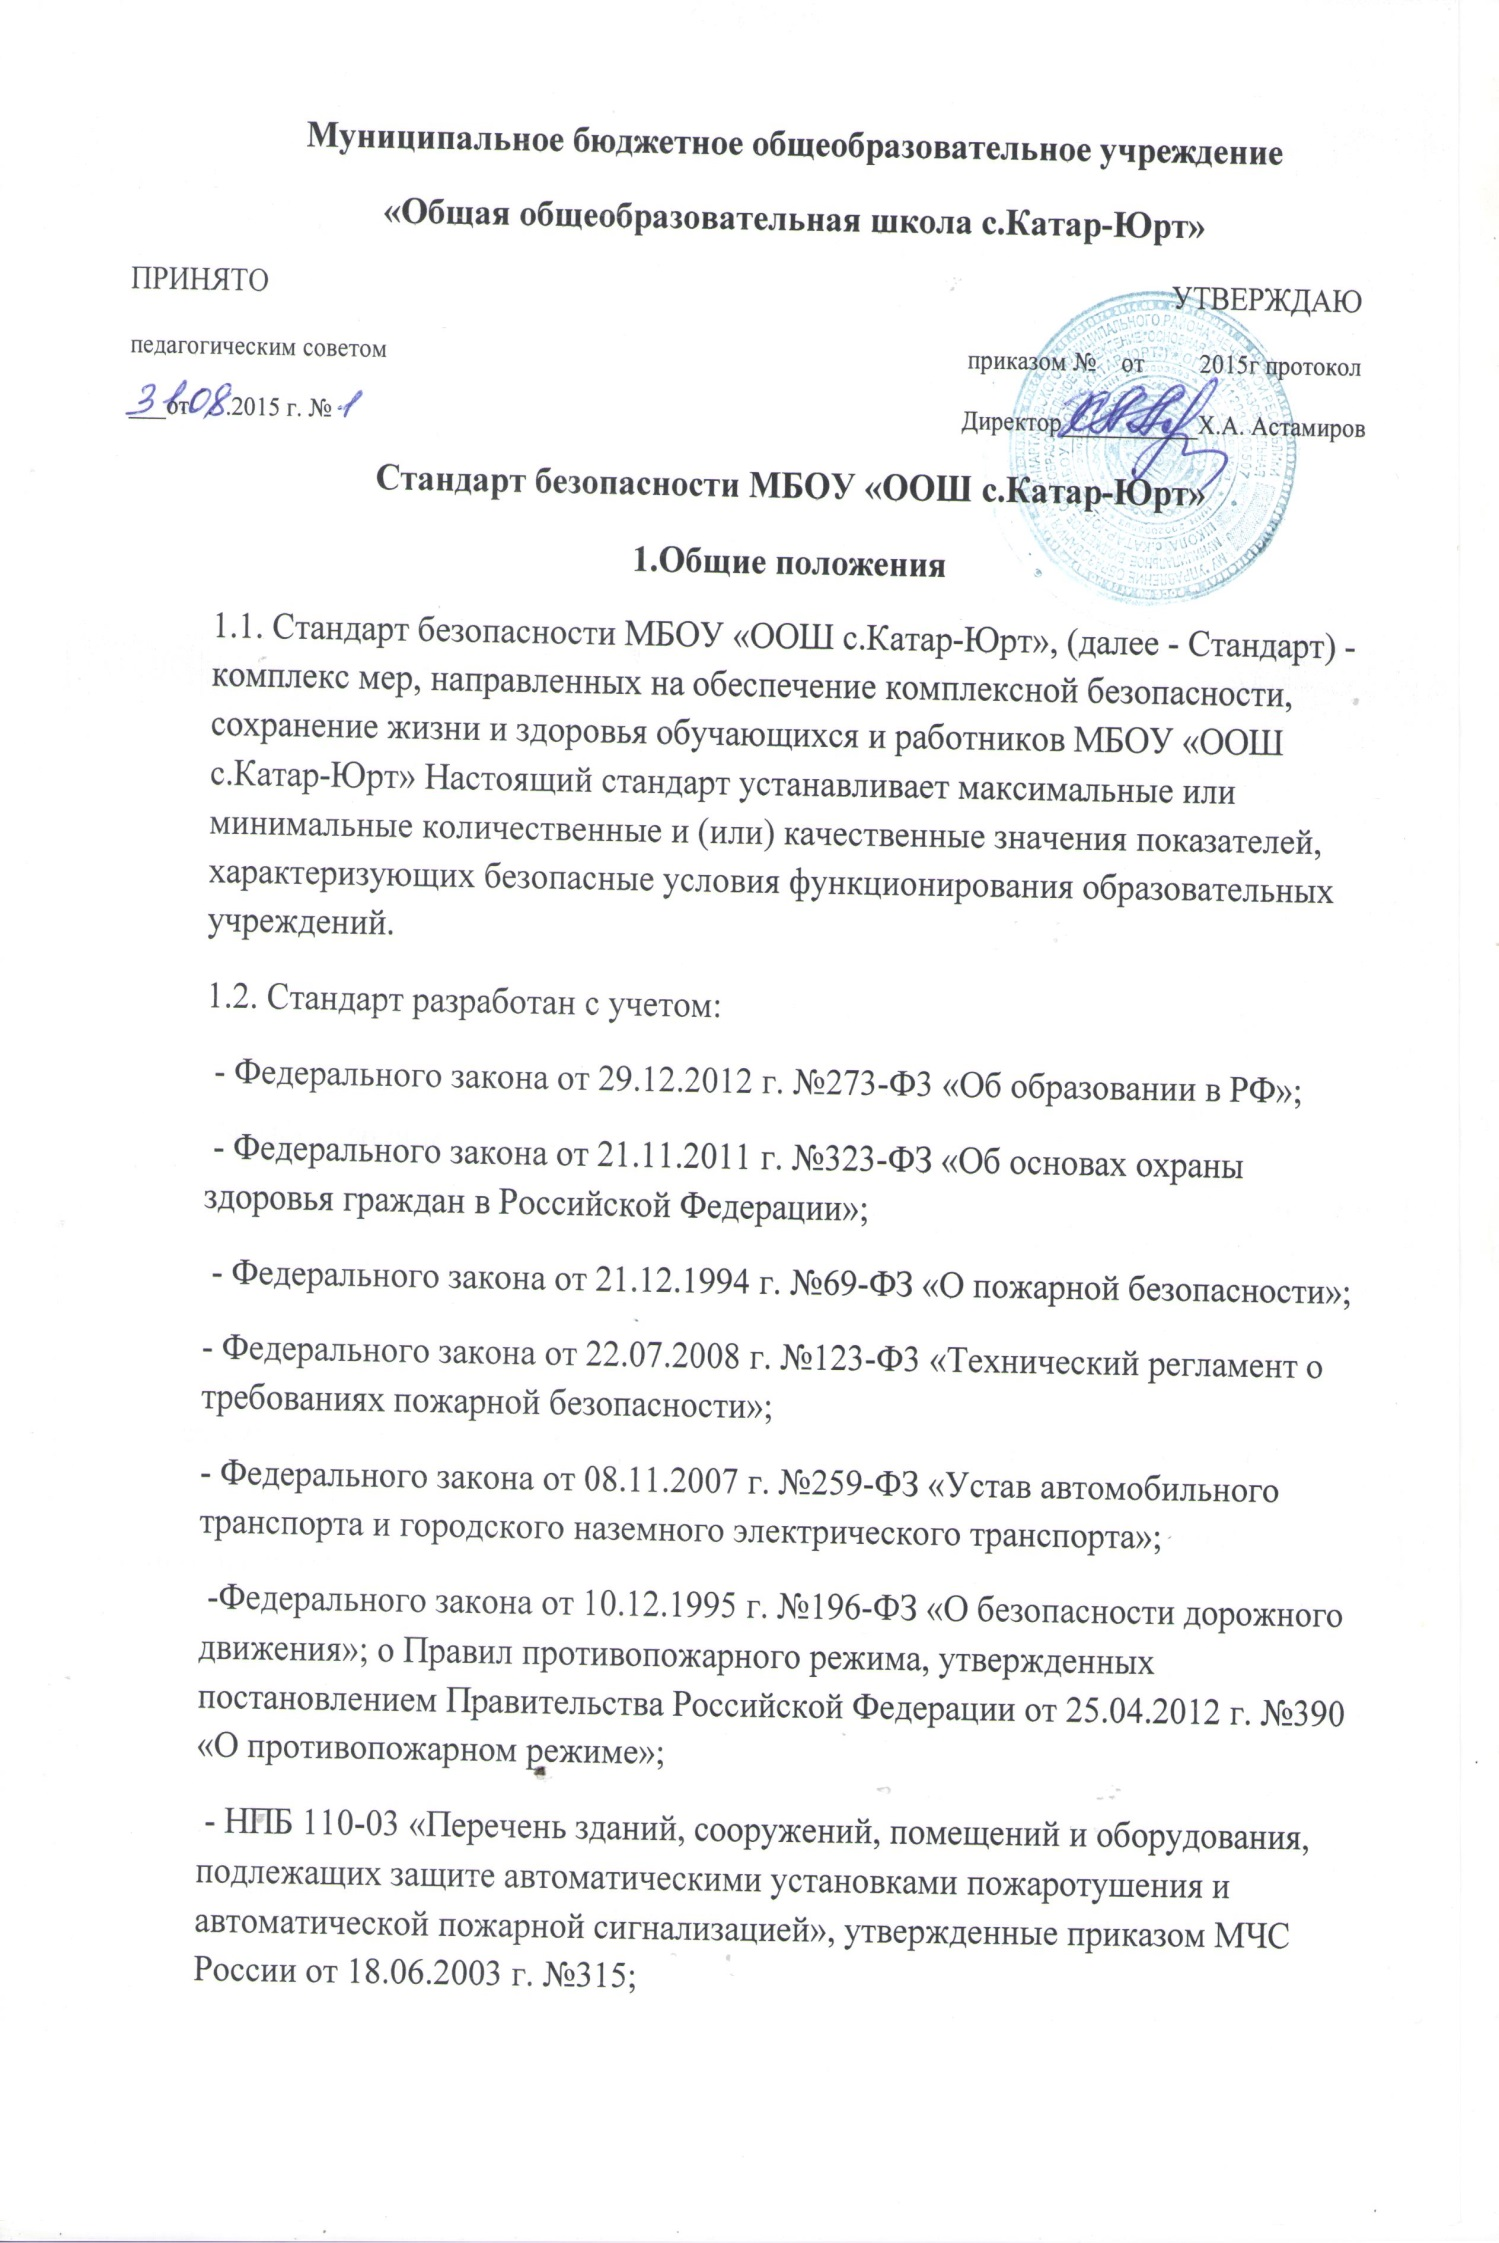 Муниципальное бюджетное общеобразовательное учреждение
«Общая общеобразовательная школа с.Катар-Юрт»
ПРИНЯТО
УТВЕРЖДАЮ
педагогическим советом
приказом № от 2015г протокол
31 от 08.2015 г. № 1
Директор__________Х.А. Астамиров
Стандарт безопасности МБОУ «ООШ с.Катар-Юрт»
1.Общие положения
1.1. Стандарт безопасности МБОУ «ООШ с.Катар-Юрт», (далее - Стандарт) -
комплекс мер, направленных на обеспечение комплексной безопасности,
сохранение жизни и здоровья обучающихся и работников МБОУ «ООШ
с.Катар-Юрт» Настоящий стандарт устанавливает максимальные или
минимальные количественные и (или) качественные значения показателей,
характеризующих безопасные условия функционирования образовательных
учреждений.
1.2. Стандарт разработан с учетом:
- Федерального закона от 29.12.2012 г. №273-ФЗ «Об образовании в РФ»;
- Федерального закона от 21.11.2011 г. №323-ФЗ «Об основах охраны
здоровья граждан в Российской Федерации»;
- Федерального закона от 21.12.1994 г. №69-ФЗ «О пожарной безопасности»;
- Федерального закона от 22.07.2008 г. №123-ФЗ «Технический регламент о
требованиях пожарной безопасности»;
- Федерального закона от 08.11.2007 г. №259-ФЗ «Устав автомобильного
транспорта и городского наземного электрического транспорта»;
-Федерального закона от 10.12.1995 г. №196-ФЗ «О безопасности дорожного
движения»; о Правил противопожарного режима, утвержденных
постановлением Правительства Российской Федерации от 25.04.2012 г. №390
«О противопожарном режиме»;
- НПБ 110-03 «Перечень зданий, сооружений, помещений и оборудования,
подлежащих защите автоматическими установками пожаротушения и
автоматической пожарной сигнализацией», утвержденные приказом МЧС
России от 18.06.2003 г. №315;